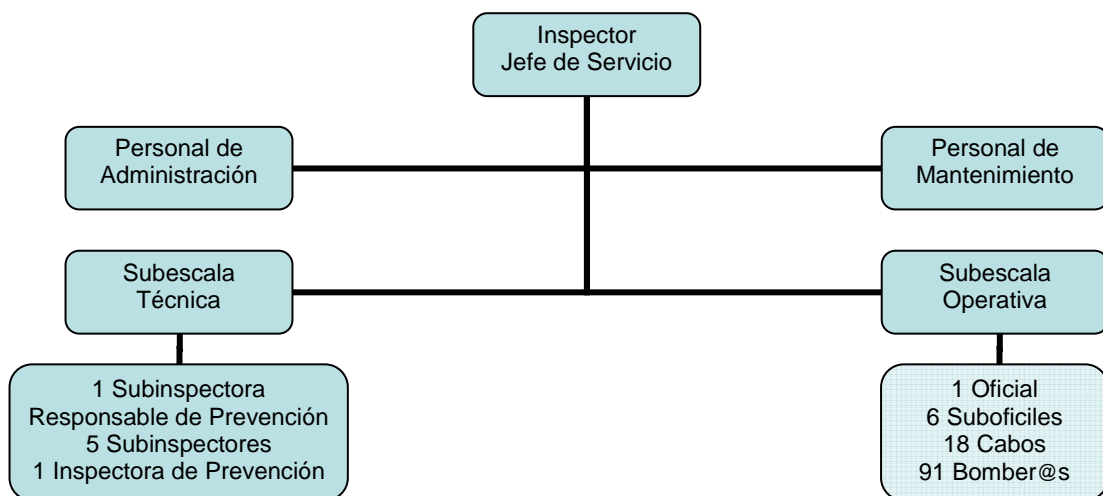 Inspector
Jefe de Servicio
Personal de
Administración
Personal de
Mantenimiento
Subescala
Técnica
Subescala
Operativa
1 Subinspectora
Responsable de Prevención
5 Subinspectores
1 Inspectora de Prevención
1 Oficial
6 Suboficiles
18 Cabos
91 Bomber@s